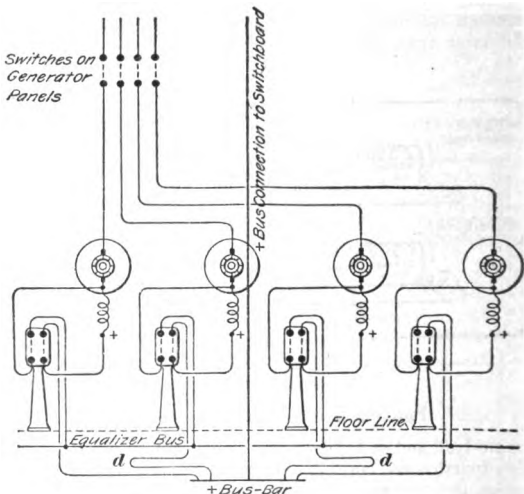 Switches on
Generator
Panels
+Bus Connection to Switchboard
+
+
+
+
Floor Line
Equalizer Bus
d
d
+Bus-Bar